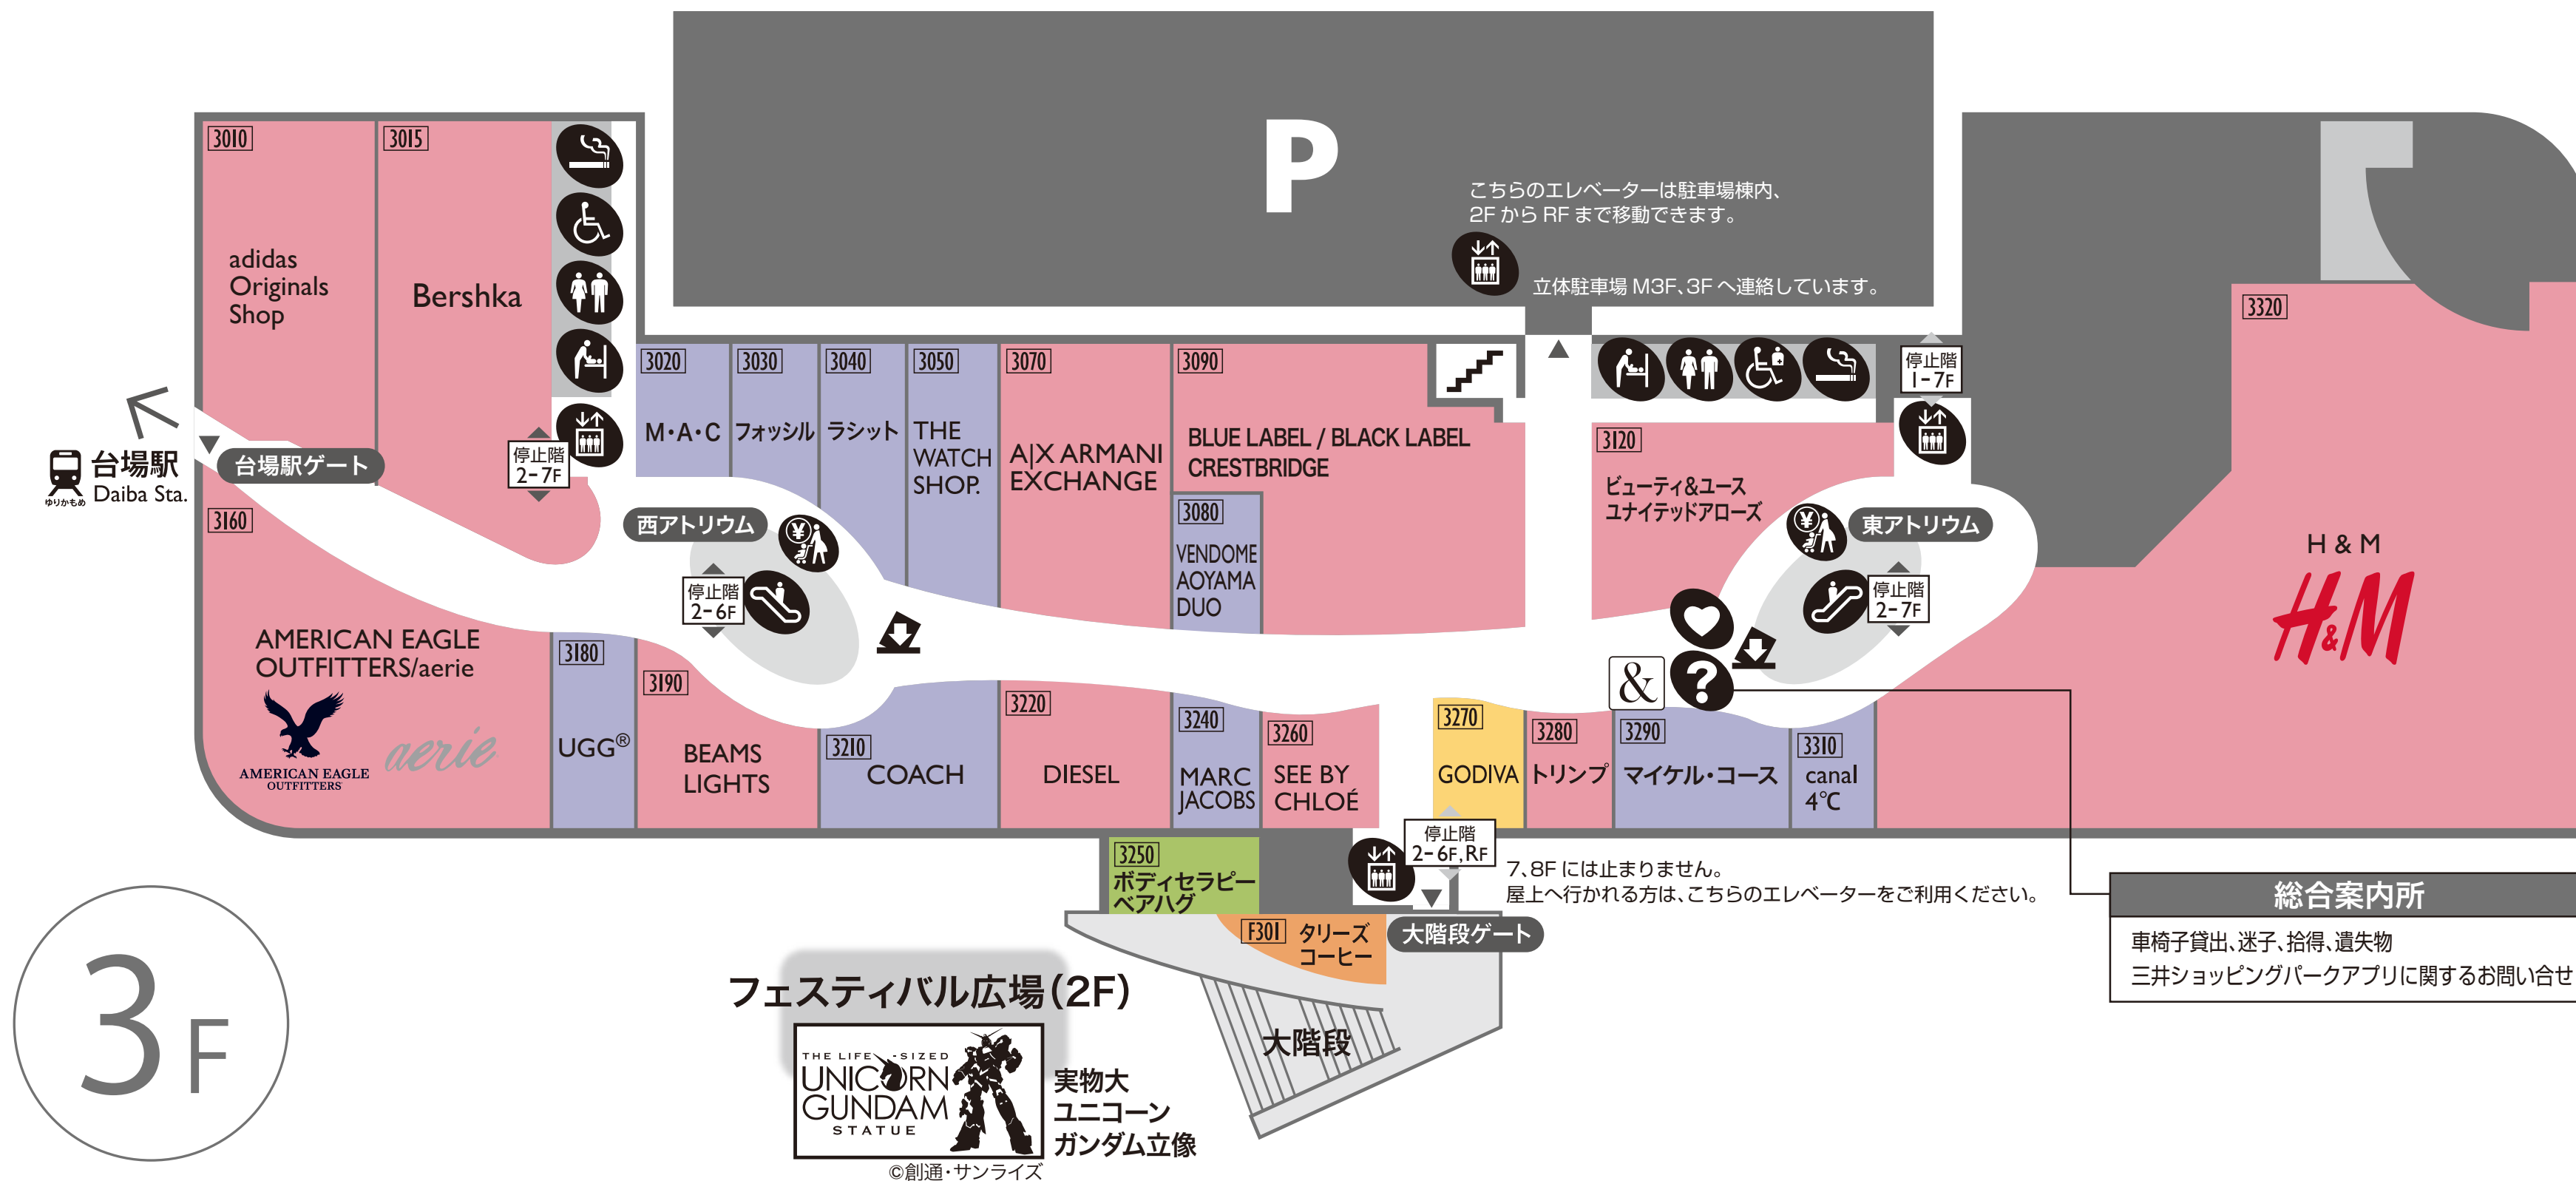 P
こちらのエレベーターは駐車場棟内、
2FからRFまで移動できます。
立体駐車場M3F、3Fへ連絡しています。
3010
adidas
Originals
Shop
3015
Bershka
停止階
2-7F
台場駅
Daiba Sta.
ゆりかもめ
台場駅ゲート
3020
M・A・C
3030
フォッシル
3040
ラシット
3050
THE
WATCH
SHOP.
3070
A|X ARMANI
EXCHANGE
3090
BLUE LABEL / BLACK LABEL
CRESTBRIDGE
3080
VENDOME
AOYAMA
DUO
3120
ビューティ&ユース
ユナイテッドアローズ
停止階
1-7F
3320
H & M
H&M
西アトリウム
¥
停止階
2-6F
東アトリウム
¥
停止階
2-7F
&
?
3160
AMERICAN EAGLE
OUTFITTERS/aerie
AMERICAN EAGLE
OUTFITTERS
aerie
3180
UGG®
3190
BEAMS
LIGHTS
3210
COACH
3220
DIESEL
3240
MARC
JACOBS
3260
SEE BY
CHLOÉ
3270
GODIVA
3280
トリンプ
3290
マイケル・コース
3310
canal
4℃
停止階
2-6F,RF
7、8Fには止まりません。
屋上へ行かれる方は、こちらのエレベーターをご利用ください。
3250
ボディセラピー
ベアハグ
F301
タリーズ
コーヒー
大階段ゲート
大階段
総合案内所
車椅子貸出、迷子、拾得、遺失物
三井ショッピングパークアプリに関するお問い合せ
フェスティバル広場(2F)
THE LIFE-SIZED
UNICORN
GUNDAM
STATUE
実物大
ユニコーン
ガンダム立像
©創通・サンライズ
3F